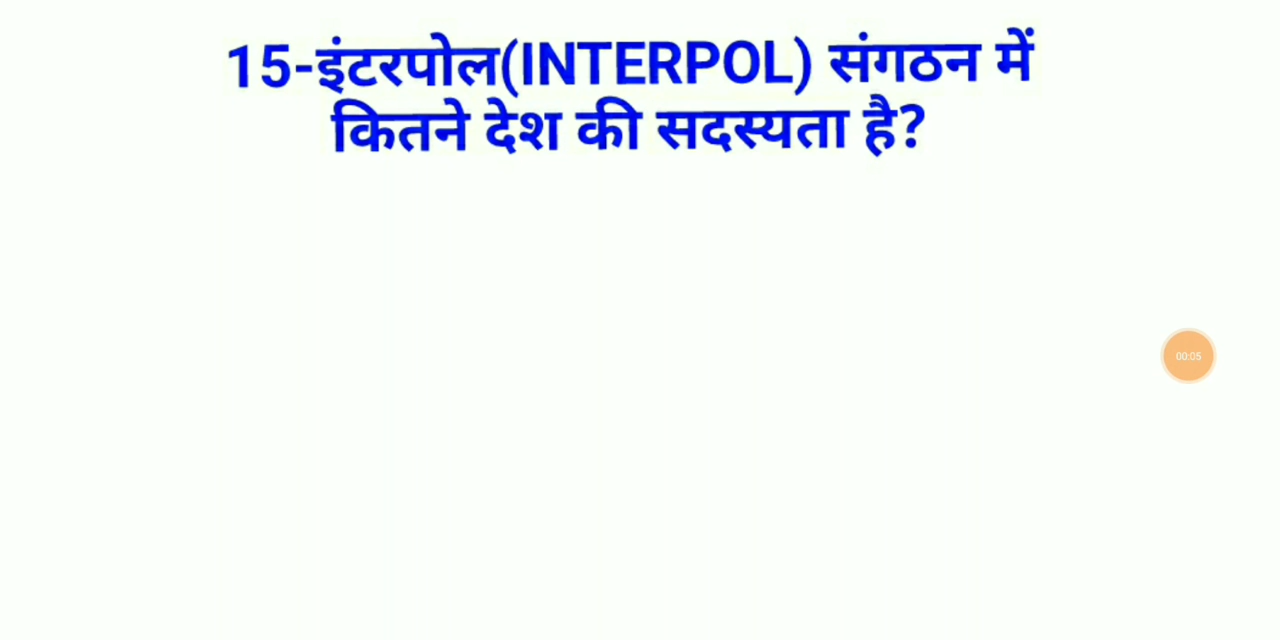 15-इंटरपोल(INTERPOL) संगठन में
कितने देश की सदस्यता है?
00:05